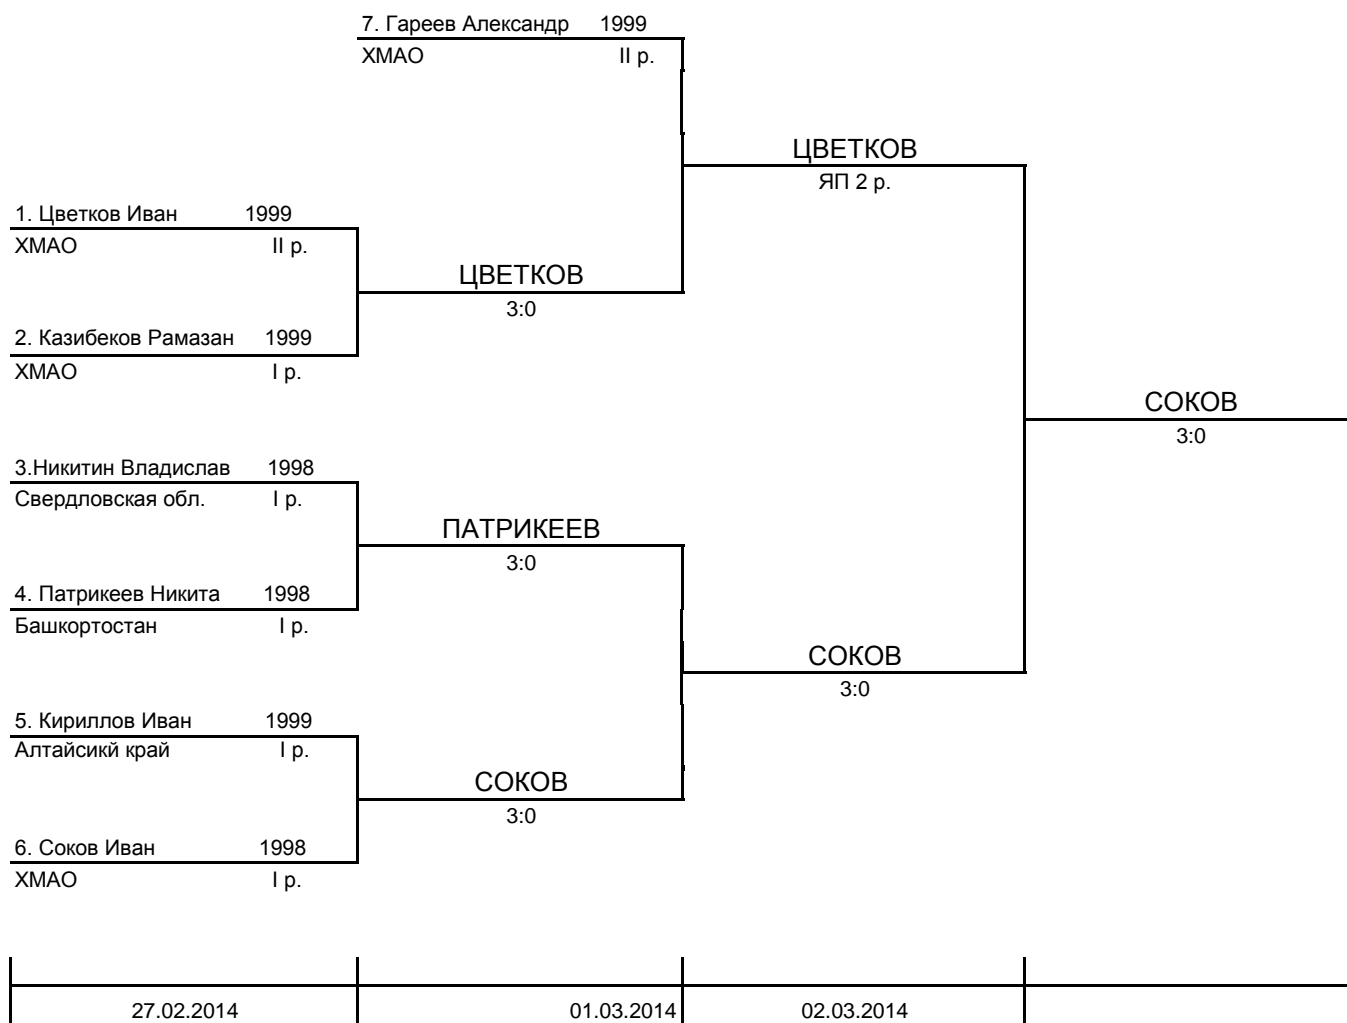 7. Гареев Александр 1999
ХМАО II р.
ЦВЕТКОВ
ЯП 2 р.
1. Цветков Иван 1999
ХМАО II р.
ЦВЕТКОВ
3:0
2. Казибеков Рамазан 1999
ХМАО I р.
СОКОВ
3:0
3.Никитин Владислав 1998
Свердловская обл. I р.
ПАТРИКЕЕВ
3:0
4. Патрикеев Никита 1998
Башкортостан I р.
СОКОВ
3:0
5. Кириллов Иван 1999
Алтайсикй край I р.
СОКОВ
3:0
6. Соков Иван 1998
ХМАО I р.
27.02.2014 01.03.2014 02.03.2014